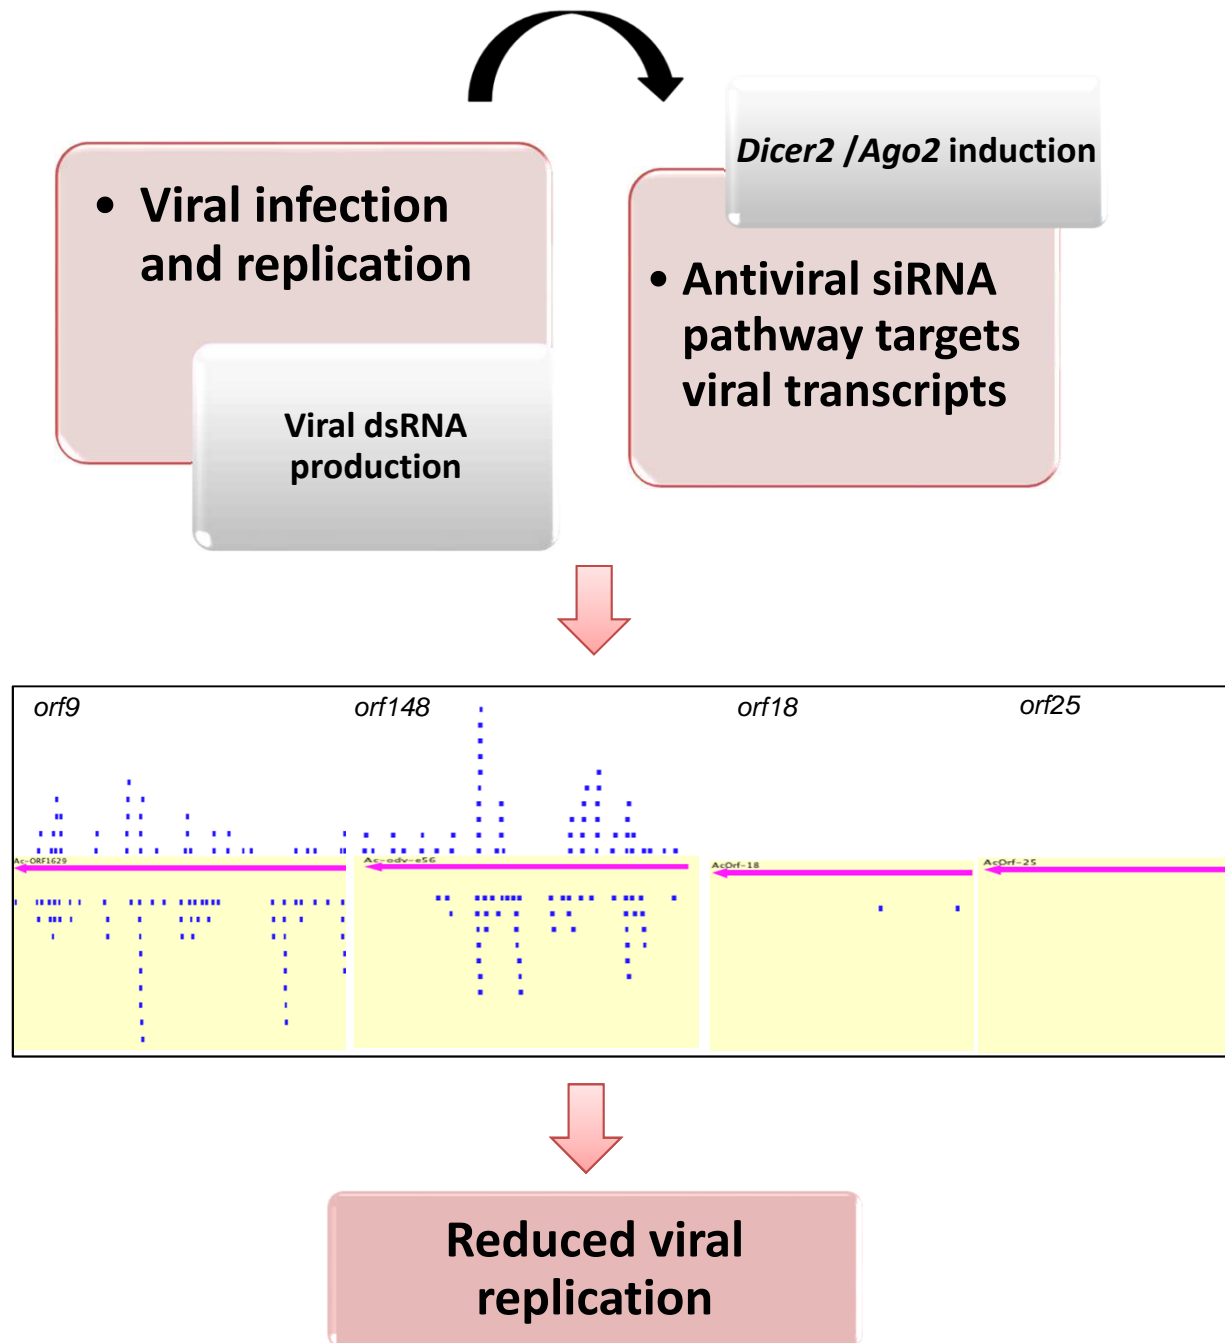 Dicer2 /Ago2 induction
• Viral infection
and replication
Viral dsRNA
production
• Antiviral siRNA
pathway targets
viral transcripts
orf9
orf148
orf18
orf25
Ac-ORF1629
Ac-odv-e56
AcOrf-18
AcOrf-25
Reduced viral
replication